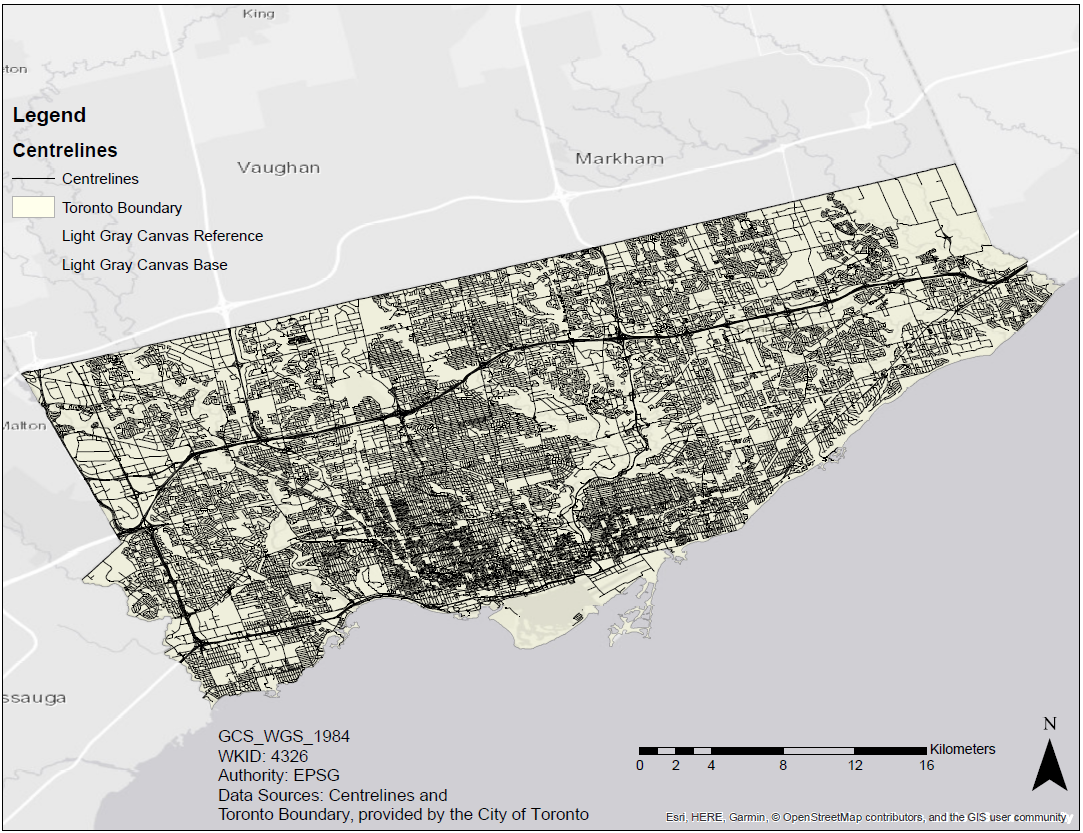 King
eton
Legend
Centrelines
Centrelines
Toronto Boundary
Light Gray Canvas Reference
Light Gray Canvas Base
Vaughan
Markham
Malton
ssauga
GCS_WGS_1984
WKID: 4326
Authority: EPSG
Data Sources: Centrelines and
Toronto Boundary, provided by the City of Toronto
N
Kilometers
0 2 4 8 12 16
Esri, HERE, Garmin, © OpenStreetMap contributors, and the GIS user community